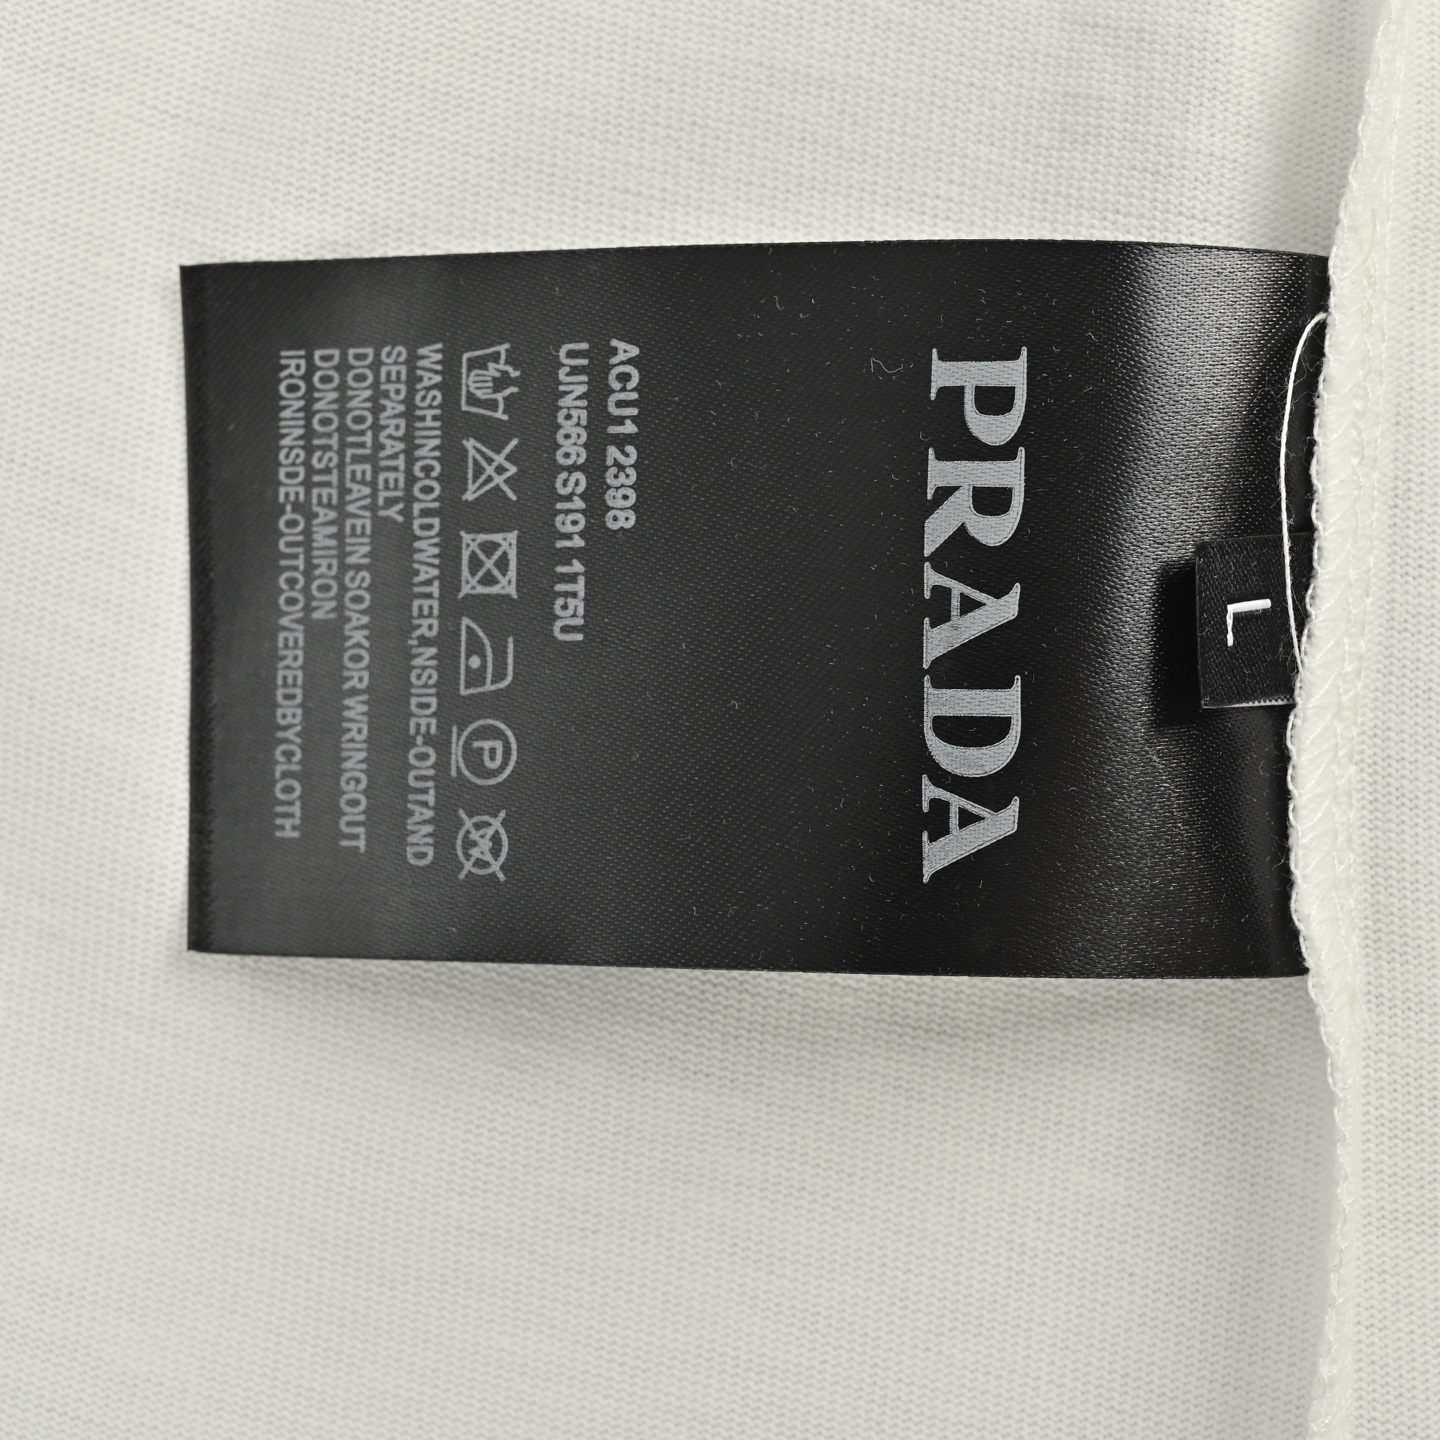 L
PRADA
ACU1 2398
UJN566 S191 1T5U
P
WASHINCOLDWATER,NSIDE-OUTAND
SEPARATELY
DONOTLEAVEIN SOAKOR WRINGOUT
DONOTSTEAMIRON
IRONINSDE-OUTCOVEREDBYCLOTH